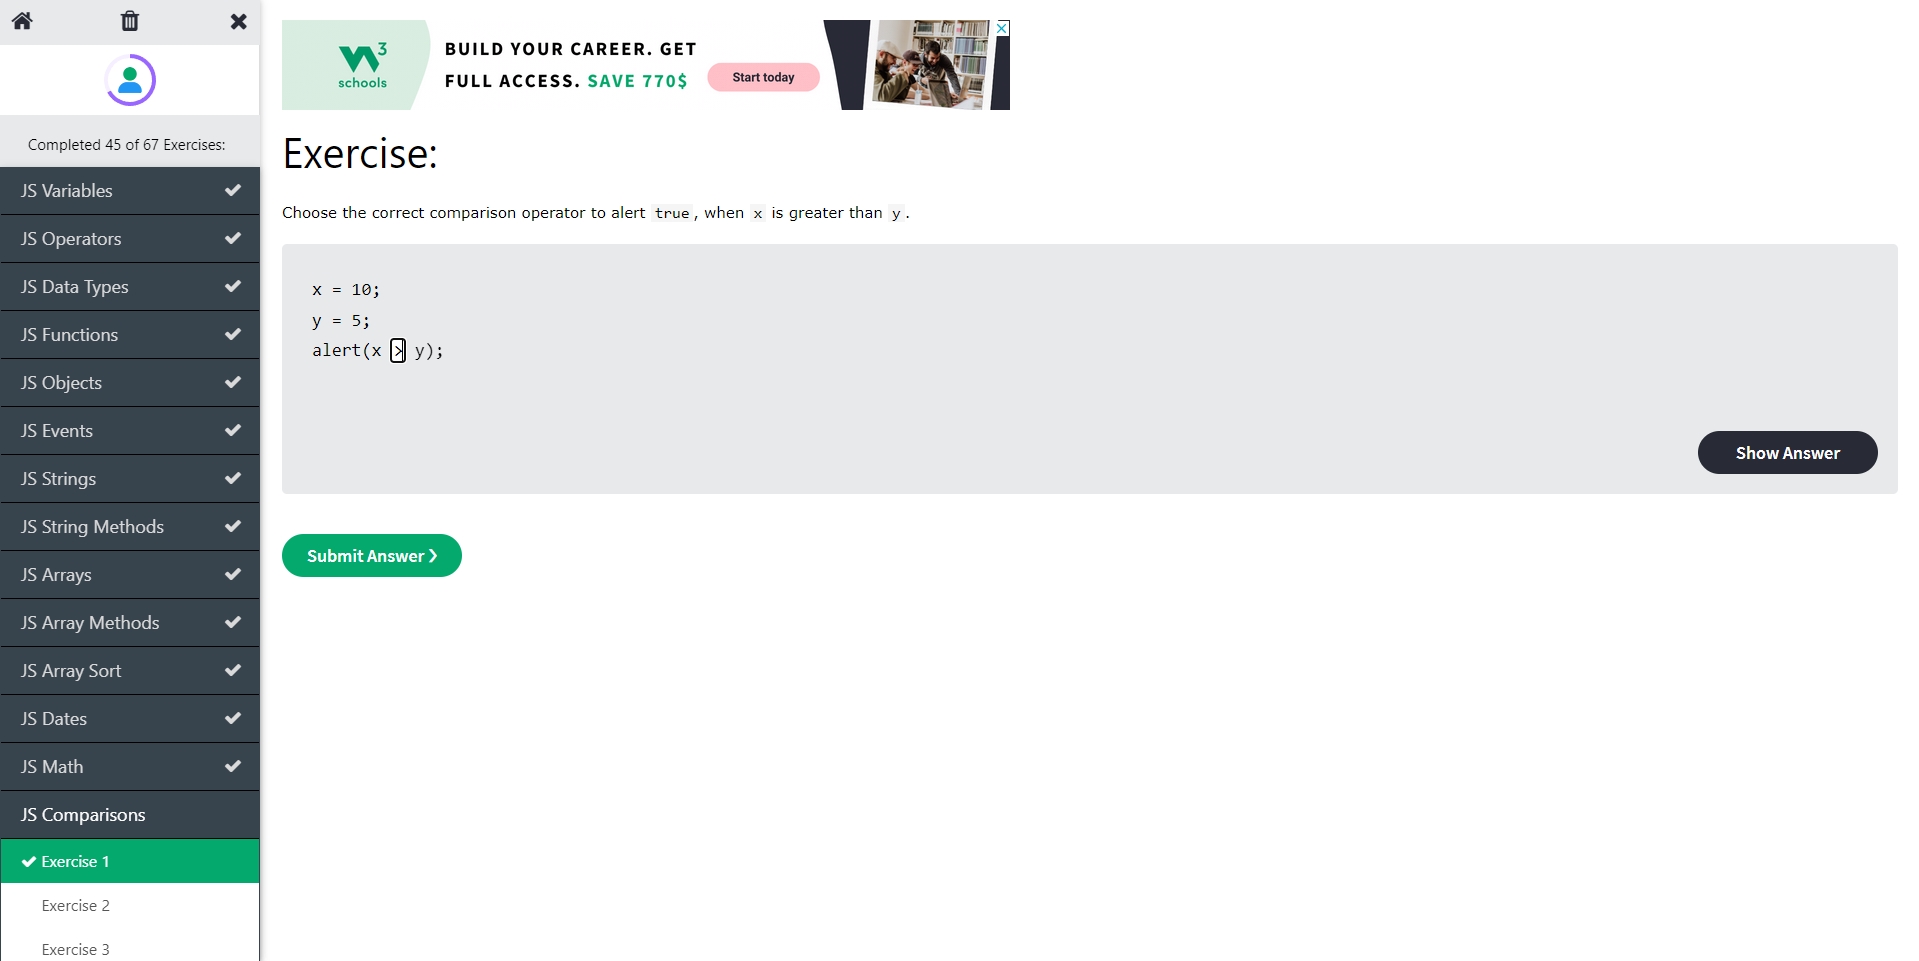 Completed 45 of 67 Exercises:
JS Variables
JS Operators
JS Data Types
JS Functions
JS Objects
JS Events
JS Strings
JS String Methods
JS Arrays
JS Array Methods
JS Array Sort
JS Dates
JS Math
JS Comparisons
Exercise 1
Exercise 2
Exercise 3
3
schools
BUILD YOUR CAREER. GET
FULL ACCESS. SAVE 770$
Start today
Exercise:
Choose the correct comparison operator to alert true, when x is greater than y.
x = 10;
y = 5;
alert(x > y);
Show Answer
Submit Answer ❯